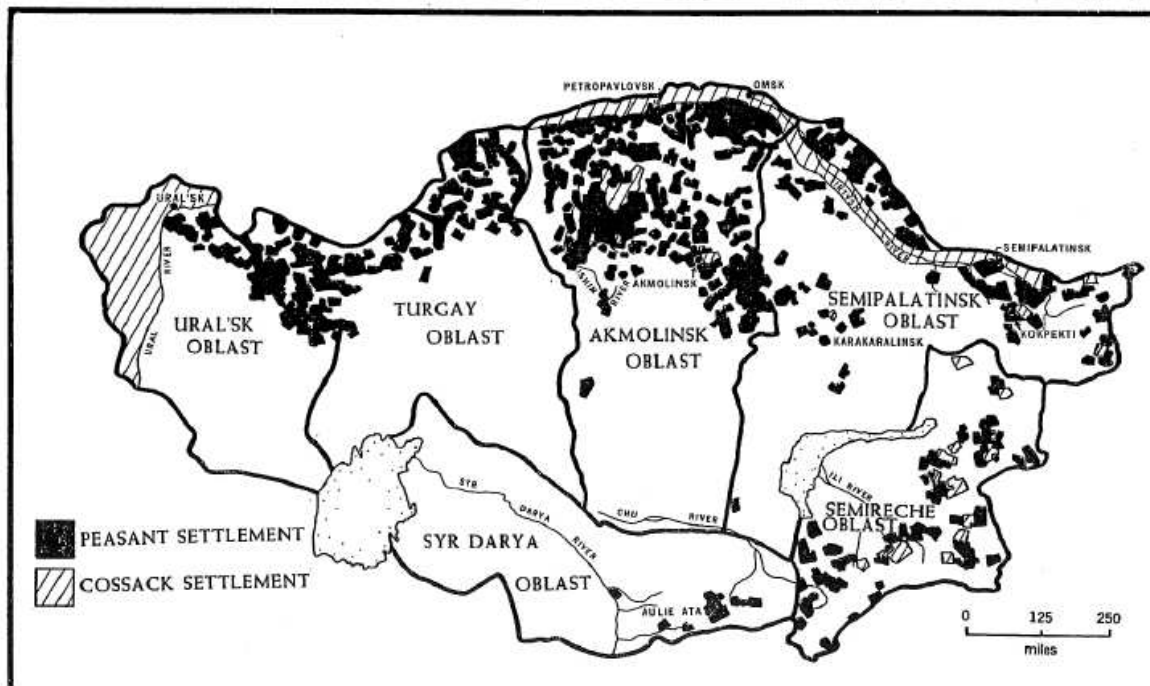 PETROPAVLOVSK
OMSK
URAL'SK
IRTYSH
RIVER
SEMIPALATINSK
RIVER
URAL
ISHIM
RIVER
AKMOLINSK
TURGAY
OBLAST
SEMIPALATINSK
OBLAST
URAL'SK
OBLAST
AKMOLINSK
OBLAST
KOKPEKTI
KARAKARALINSK
SYR
DARYA
RIVER
ILI RIVER
CHU RIVER
SEMIRECHE
OBLAST
PEASANT SETTLEMENT
COSSACK SETTLEMENT
SYR DARYA
OBLAST
AULIE ATA
0 125 250
miles